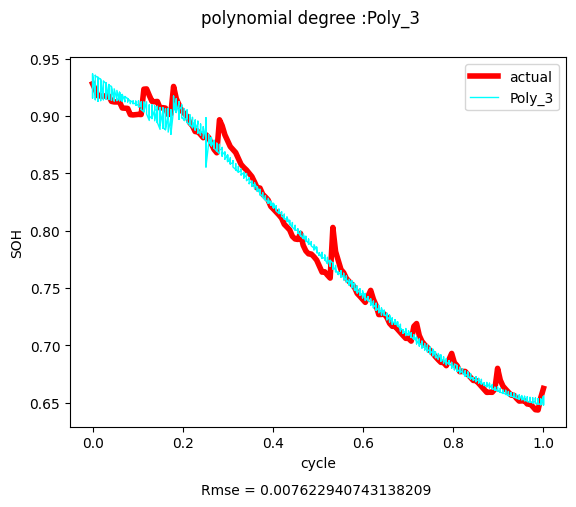 polynomial degree :Poly_3
0.95
0.90
0.85
0.80
0.75
0.70
0.65
SOH
actual
Poly_3
0.0
0.2
0.4
0.6
0.8
1.0
cycle
Rmse = 0.007622940743138209